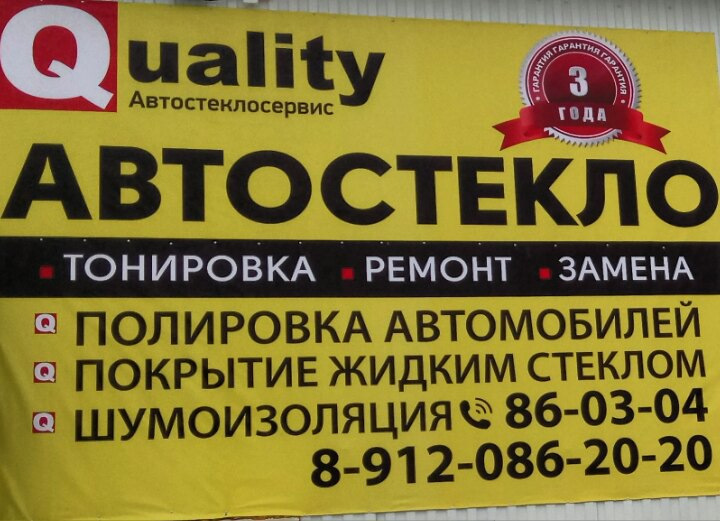 Quality
Автостеклосервис
ГАРАНТИЯ ГАРАНТИЯ ГАРАНТИЯ
3
ГОДА
АВТОСТЕКЛО
ТОНИРОВКА РЕМОНТ ЗАМЕНА
Q ПОЛИРОВКА АВТОМОБИЛЕЙ
Q ПОКРЫТИЕ ЖИДКИМ СТЕКЛОМ
Q ШУМОИЗОЛЯЦИЯ 86-03-04
8-912-086-20-20